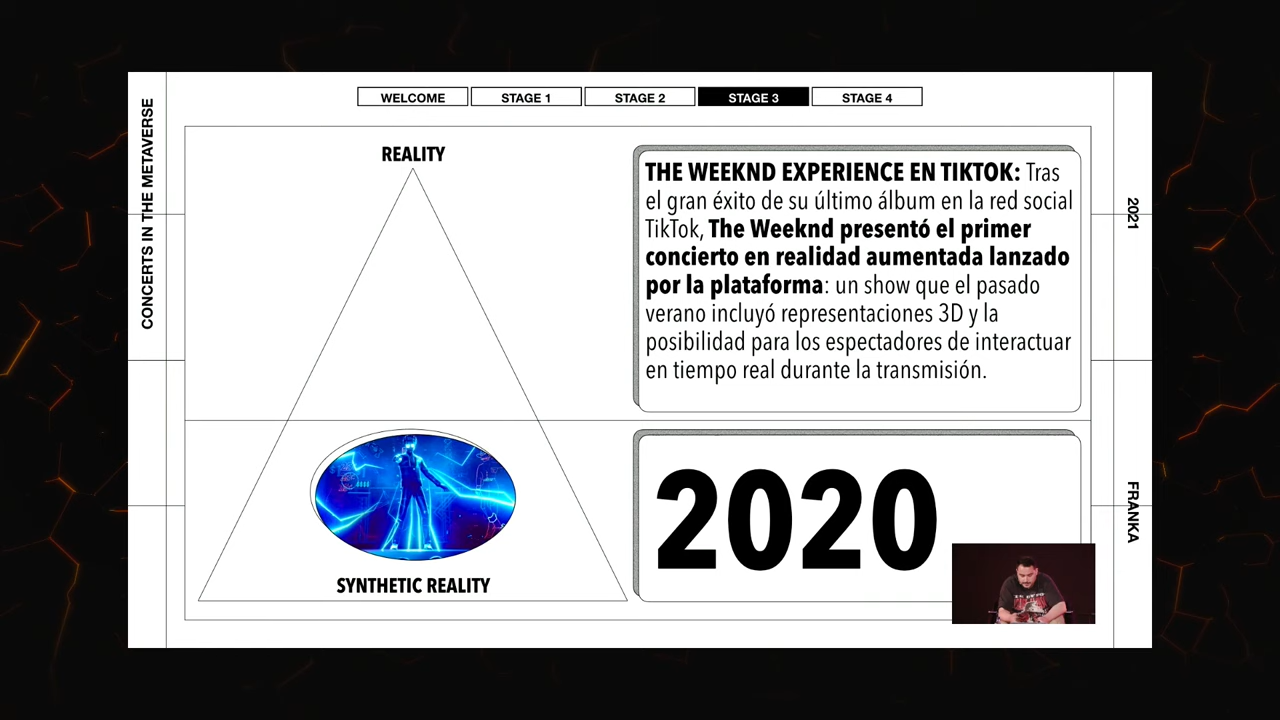 WELCOME
STAGE 1
STAGE 2
STAGE 3
STAGE 4
CONCERTS IN THE METAVERSE
REALITY
SYNTHETIC REALITY
THE WEEKND EXPERIENCE EN TIKTOK: Tras
el gran éxito de su último álbum en la red social
TikTok, The Weeknd presentó el primer
concierto en realidad aumentada lanzado
por la plataforma: un show que el pasado
verano incluyó representaciones 3D y la
posibilidad para los espectadores de interactuar
en tiempo real durante la transmisión.
2020
2021
FRANKA